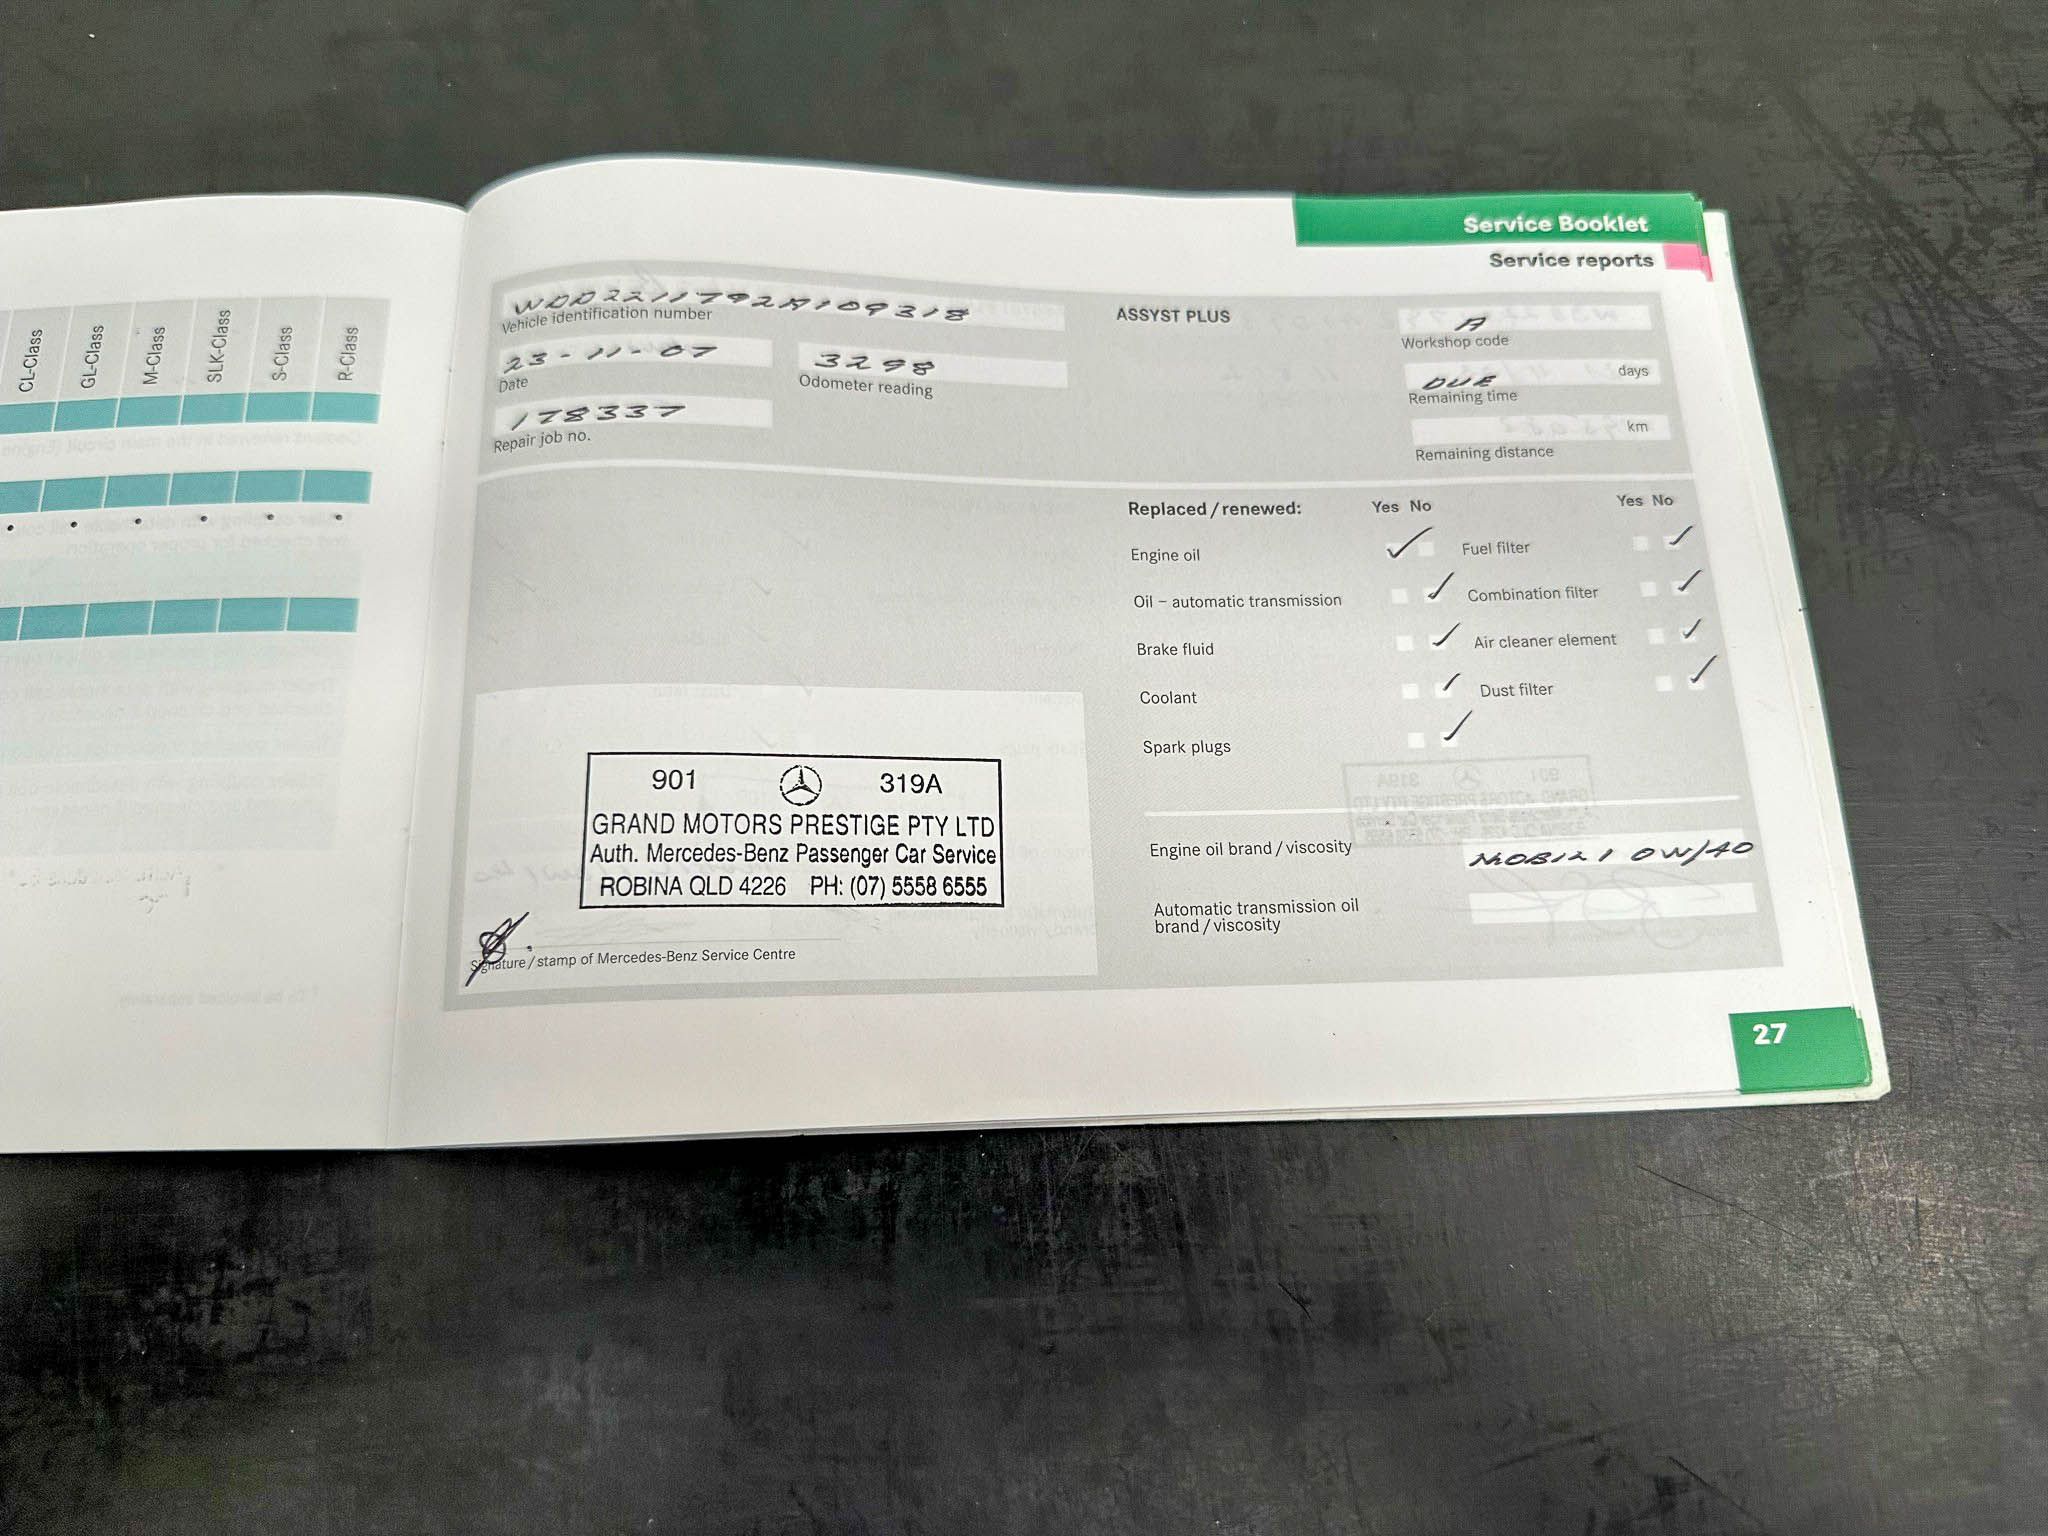 CL-Class
GL-Class
M-Class
SLK-Class
S-Class
R-Class
Service Booklet
Service reports
WDD2211792A109318
Vehicle identification number
23-11-07
Date
3298
Odometer reading
178337
Repair job no.
ASSYST PLUS
A
Workshop code
DUE days
Remaining time
km
Remaining distance
Replaced / renewed: Yes No Yes No
Engine oil Fuel filter
Oil – automatic transmission Combination filter
Brake fluid Air cleaner element
Coolant Dust filter
Spark plugs
901 319A
GRAND MOTORS PRESTIGE PTY LTD
Auth. Mercedes-Benz Passenger Car Service
ROBINA QLD 4226 PH: (07) 5558 6555
Signature / stamp of Mercedes-Benz Service Centre
Engine oil brand / viscosity MOBIL 1 0W/40
Automatic transmission oil
brand / viscosity
27